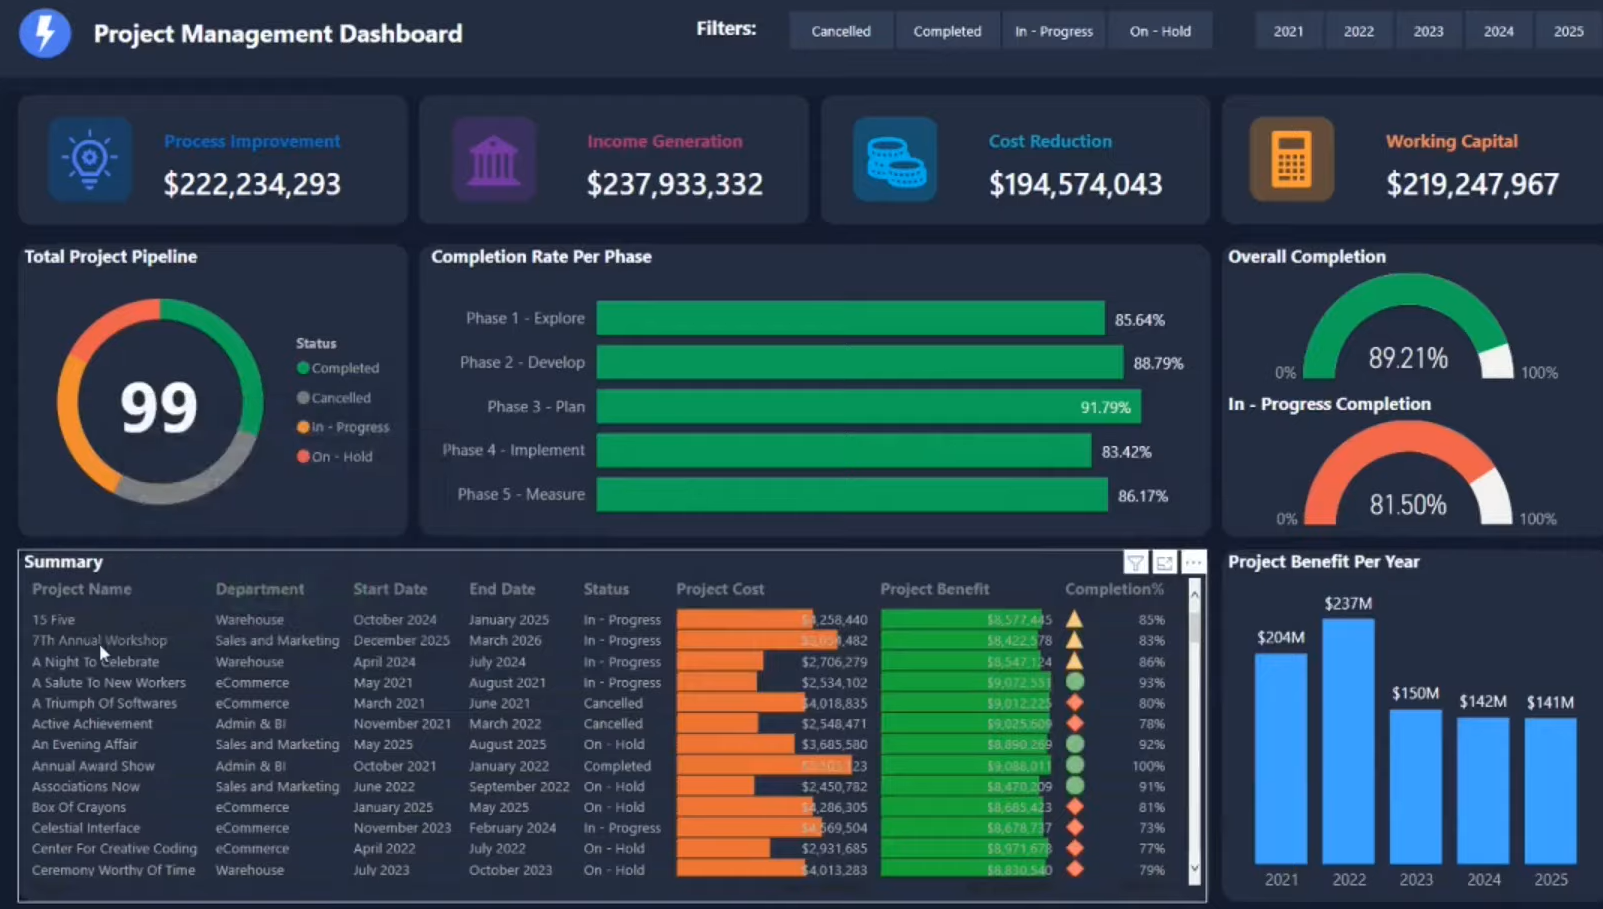 Project Management Dashboard
Filters:
Cancelled
Completed
In - Progress
On - Hold
2021
2022
2023
2024
2025
Process Improvement
$222,234,293
Income Generation
$237,933,332
Cost Reduction
$194,574,043
Working Capital
$219,247,967
Total Project Pipeline
99
Status
Completed
Cancelled
In - Progress
On - Hold
Completion Rate Per Phase
Phase 1 - Explore 85.64%
Phase 2 - Develop 88.79%
Phase 3 - Plan 91.79%
Phase 4 - Implement 83.42%
Phase 5 - Measure 86.17%
Overall Completion
89.21%
0% 100%
In - Progress Completion
81.50%
0% 100%
Summary
Project Name Department Start Date End Date Status Project Cost Project Benefit Completion%
15 Five Warehouse October 2024 January 2025 In - Progress $4,258,440 $8,577,445 85%
7Th Annual Workshop Sales and Marketing December 2025 March 2026 In - Progress $8,422,578 83%
A Night To Celebrate Warehouse April 2024 July 2024 In - Progress $2,706,279 $8,547,124 86%
A Salute To New Workers eCommerce May 2021 August 2021 In - Progress $2,534,102 $9,072,551 93%
A Triumph Of Softwares eCommerce March 2021 June 2021 Cancelled $4,018,835 $9,012,225 80%
Active Achievement Admin & BI November 2021 March 2022 Cancelled $2,548,471 $9,025,609 78%
An Evening Affair Sales and Marketing May 2025 August 2025 On - Hold $3,685,580 $8,890,269 92%
Annual Award Show Admin & BI October 2021 January 2022 Completed $9,088,011 100%
Associations Now Sales and Marketing June 2022 September 2022 On - Hold $2,450,782 $8,470,209 91%
Box Of Crayons eCommerce January 2025 May 2025 On - Hold $4,286,305 $8,685,423 81%
Celestial Interface eCommerce November 2023 February 2024 In - Progress $4,569,504 $8,678,737 73%
Center For Creative Coding eCommerce April 2022 July 2022 On - Hold $2,931,685 $8,971,678 77%
Ceremony Worthy Of Time Warehouse July 2023 October 2023 On - Hold $4,013,283 $8,830,540 79%
Project Benefit Per Year
$204M
$237M
$150M
$142M
$141M
2021
2022
2023
2024
2025